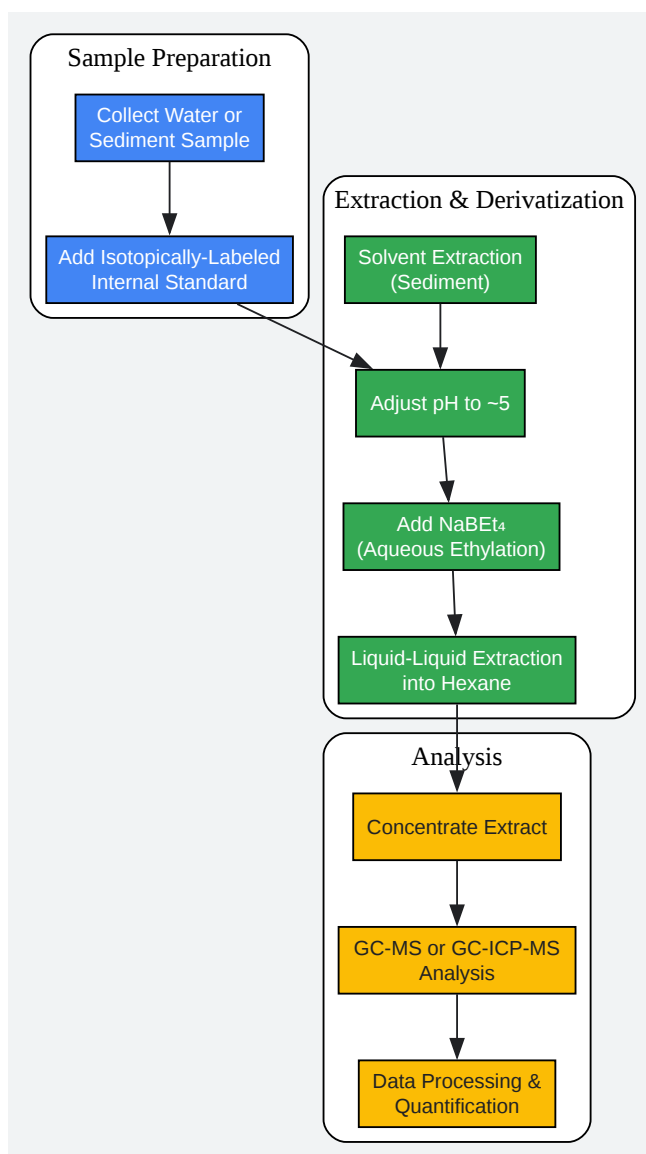 Sample Preparation
Collect Water or
Sediment Sample
Add Isotopically-Labeled
Internal Standard
Extraction & Derivatization
Solvent Extraction
(Sediment)
Adjust pH to ~5
Add NaBEt₄
(Aqueous Ethylation)
Liquid-Liquid Extraction
into Hexane
Analysis
Concentrate Extract
GC-MS or GC-ICP-MS
Analysis
Data Processing &
Quantification